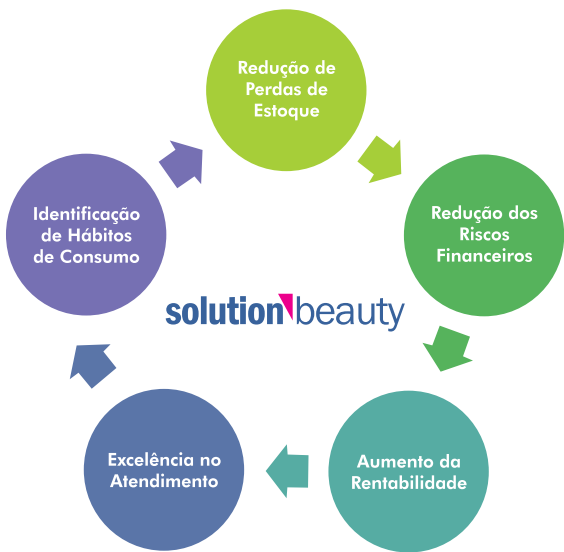 Redução de
Perdas de
Estoque
Redução dos
Riscos
Financeiros
Aumento da
Rentabilidade
Excelência no
Atendimento
Identificação
de Hábitos
de Consumo
solution beauty